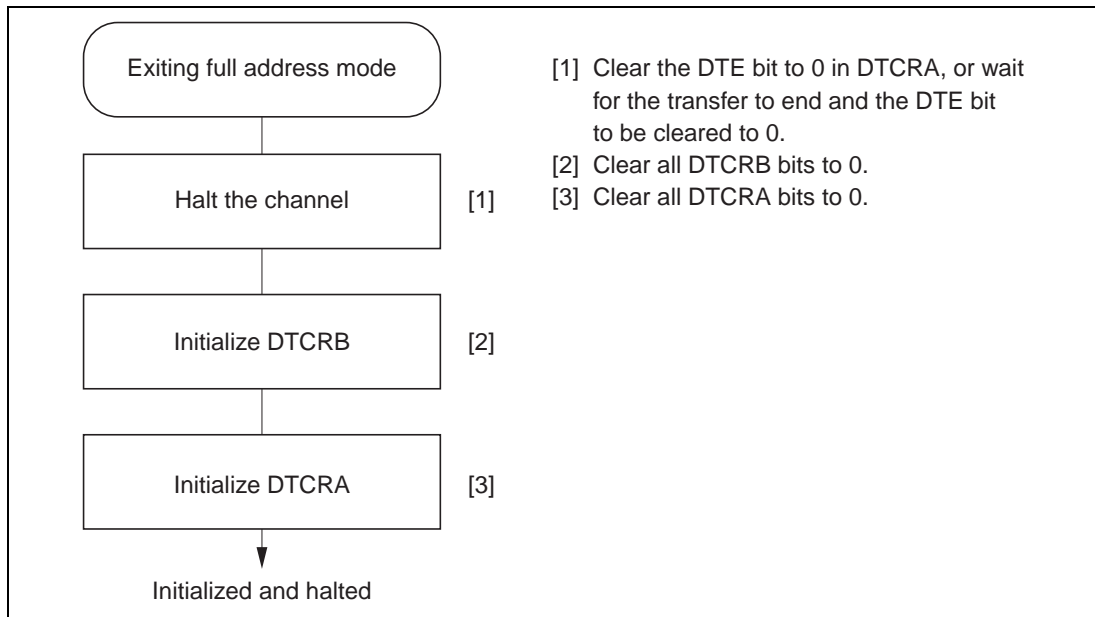 Exiting full address mode
Halt the channel
[1]
Initialize DTCRB
[2]
Initialize DTCRA
[3]
Initialized and halted
[1] Clear the DTE bit to 0 in DTCRA, or wait
for the transfer to end and the DTE bit
to be cleared to 0.
[2] Clear all DTCRB bits to 0.
[3] Clear all DTCRA bits to 0.